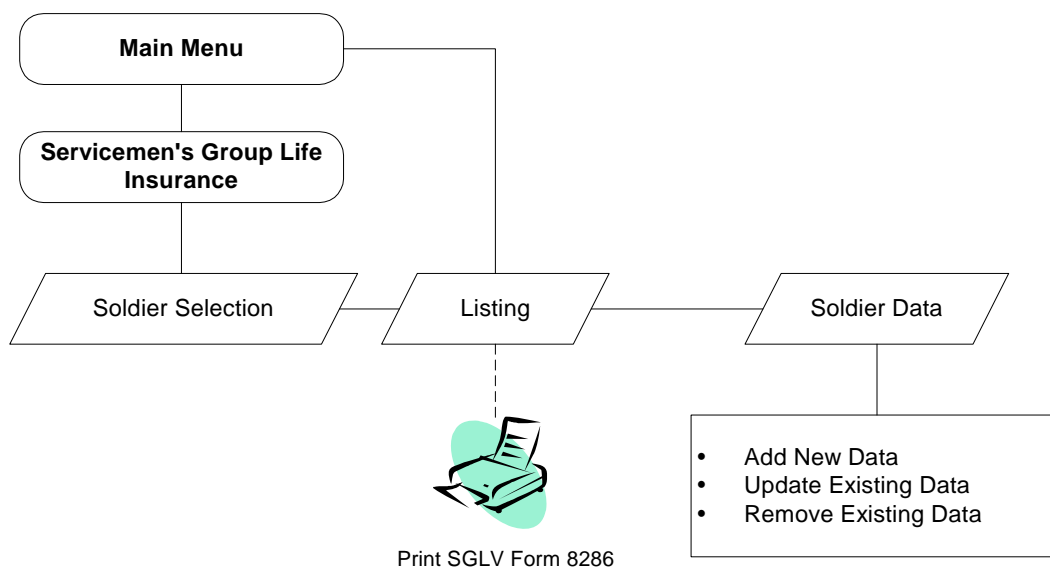 Main Menu
Servicemen's Group Life
Insurance
Soldier Selection
Listing
Soldier Data
• Add New Data
• Update Existing Data
• Remove Existing Data
Print SGLV Form 8286